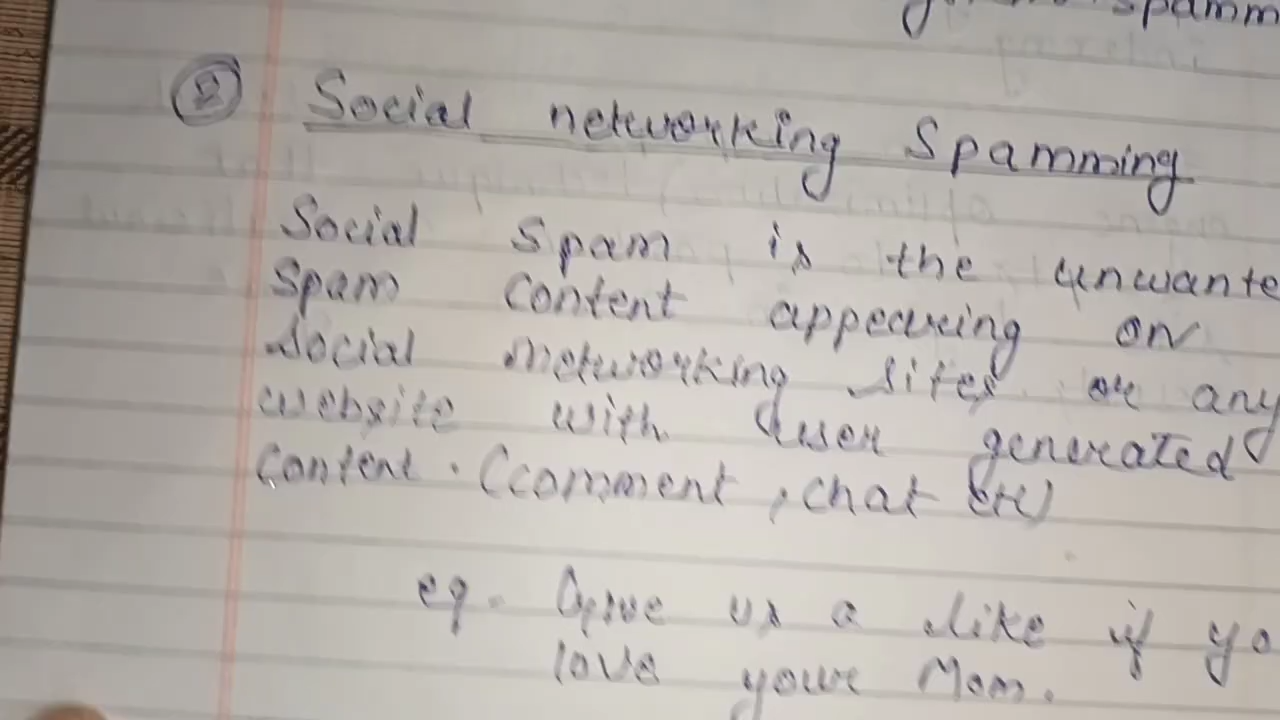 spamm
② Social networking Spamming
Social spam is the unwante
spam content appearing on
social networking sites or any
website with user generated
content. (comment, chat etc)
eg. Give us a like if yo
love your Mom.